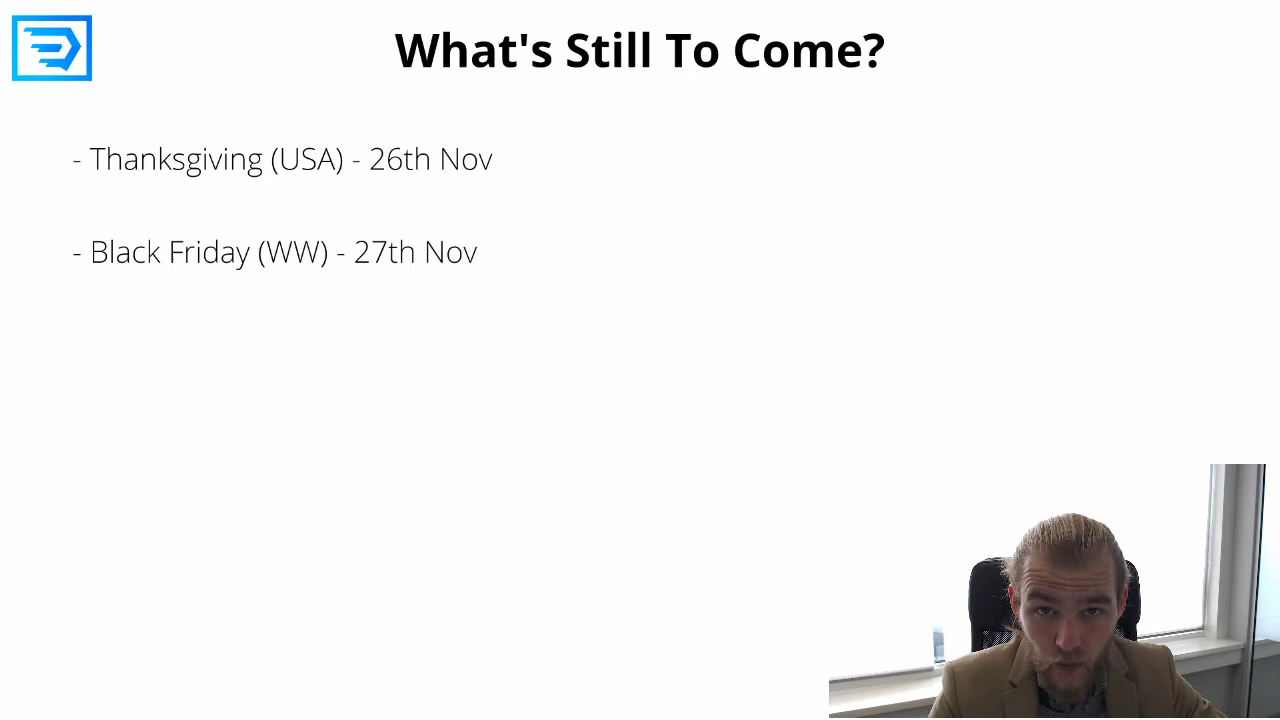 What's Still To Come?
- Thanksgiving (USA) - 26th Nov
- Black Friday (WW) - 27th Nov